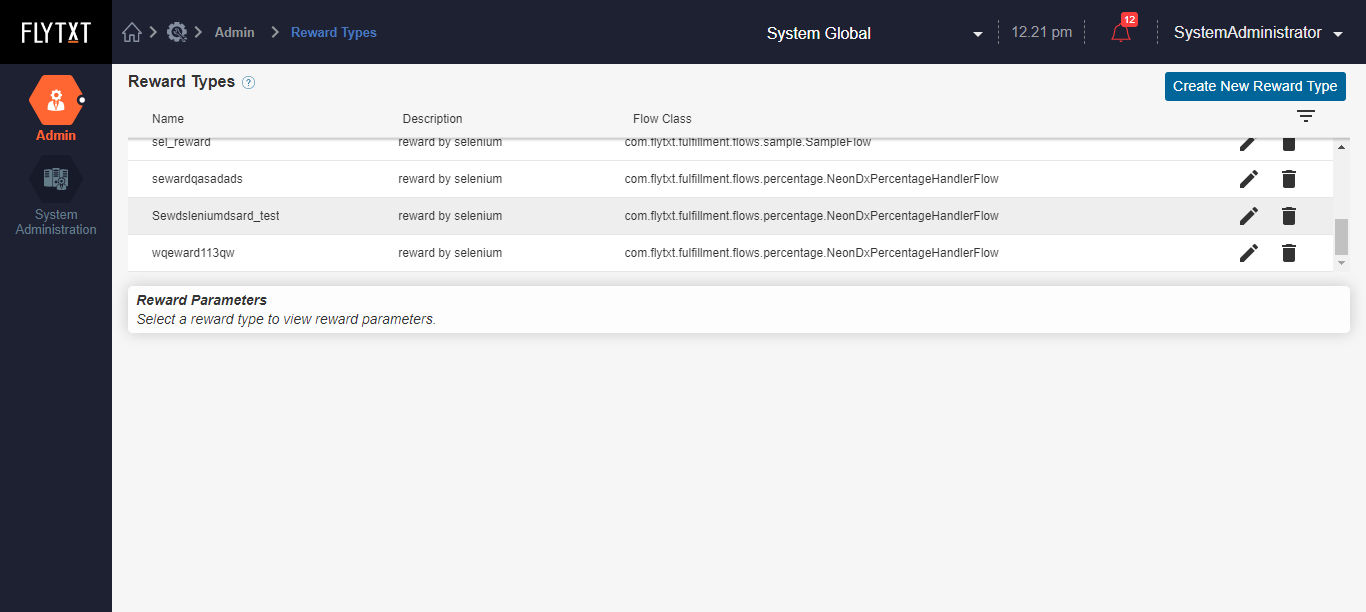 FLYTXT
Admin
Reward Types
System Global
12.21 pm
12
SystemAdministrator
Admin
System
Administration
Reward Types ?
Create New Reward Type
Name Description Flow Class
sel_reward reward by selenium com.flytxt.fulfillment.flows.sample.SampleFlow
sewardqasadads reward by selenium com.flytxt.fulfillment.flows.percentage.NeonDxPercentageHandlerFlow
Sewdsleniumdsard_test reward by selenium com.flytxt.fulfillment.flows.percentage.NeonDxPercentageHandlerFlow
wqeward113qw reward by selenium com.flytxt.fulfillment.flows.percentage.NeonDxPercentageHandlerFlow
Reward Parameters
Select a reward type to view reward parameters.